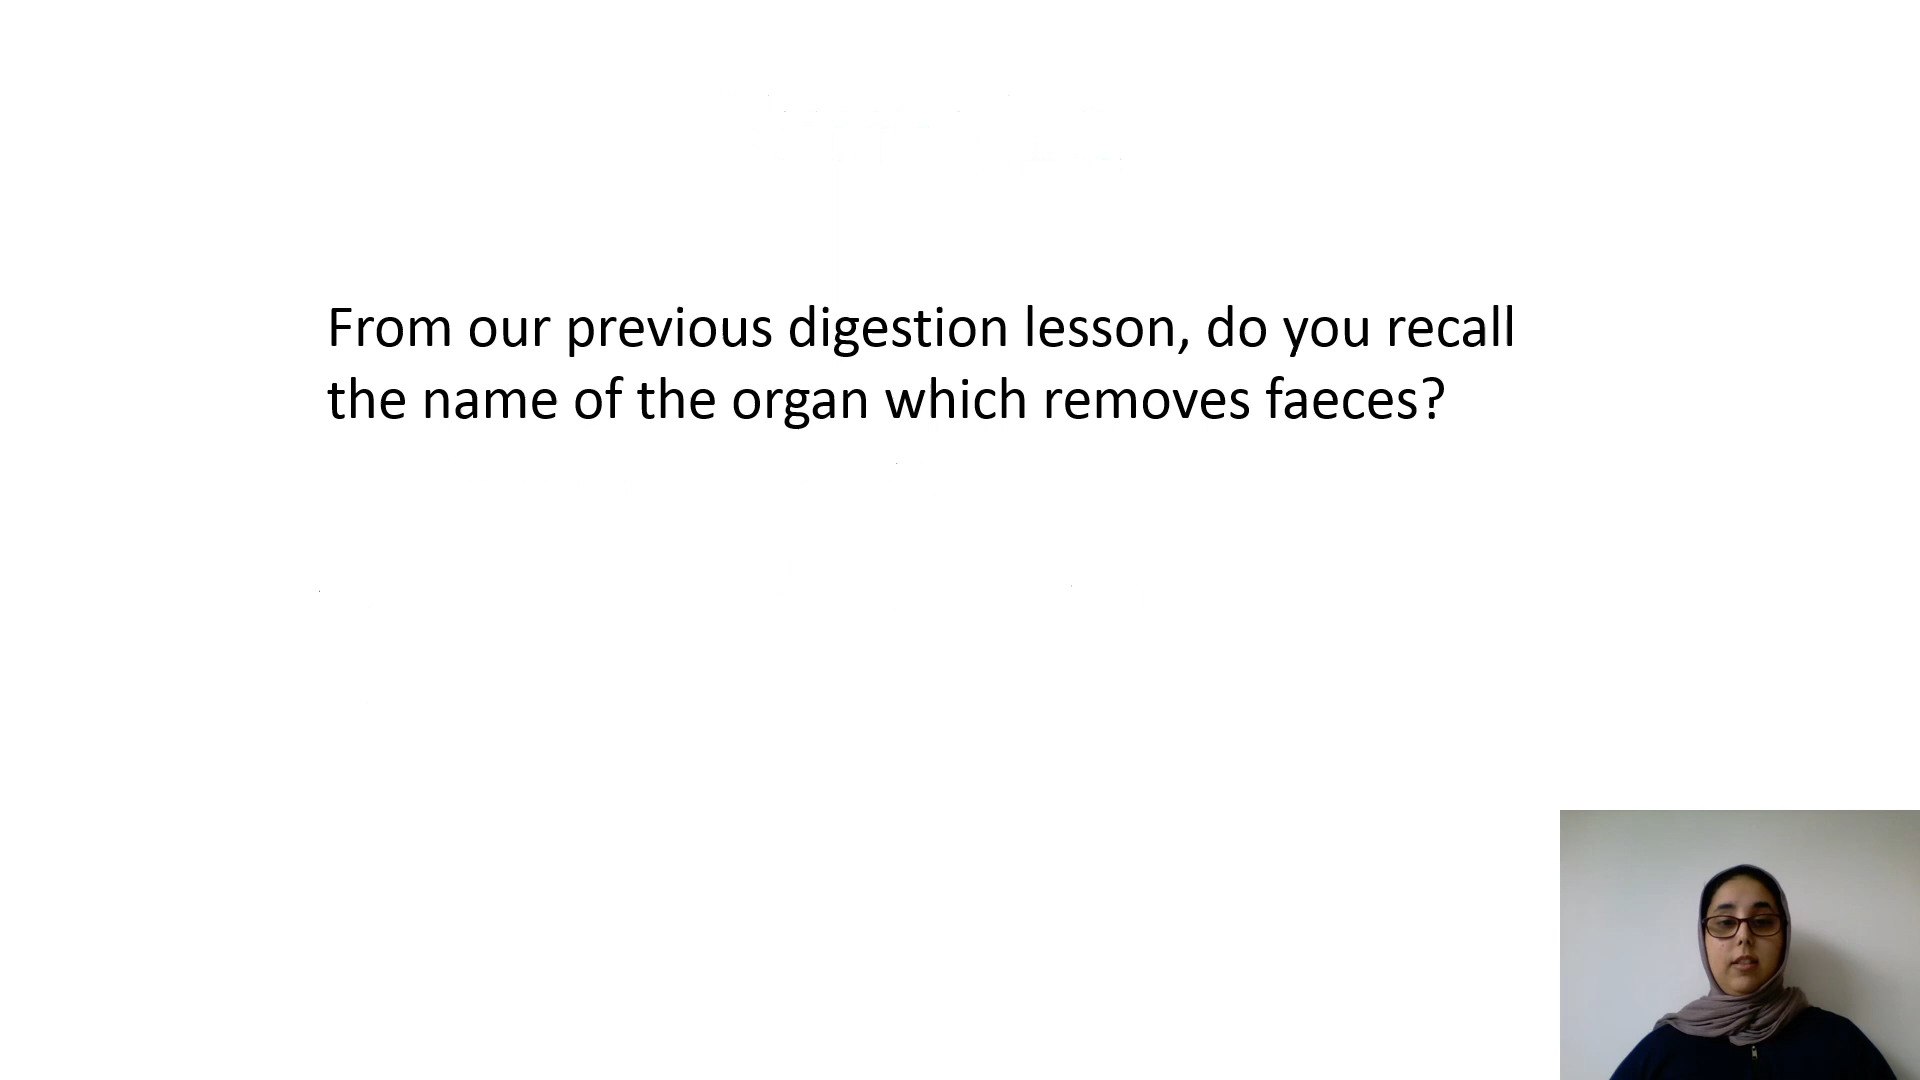 From our previous digestion lesson, do you recall
the name of the organ which removes faeces?